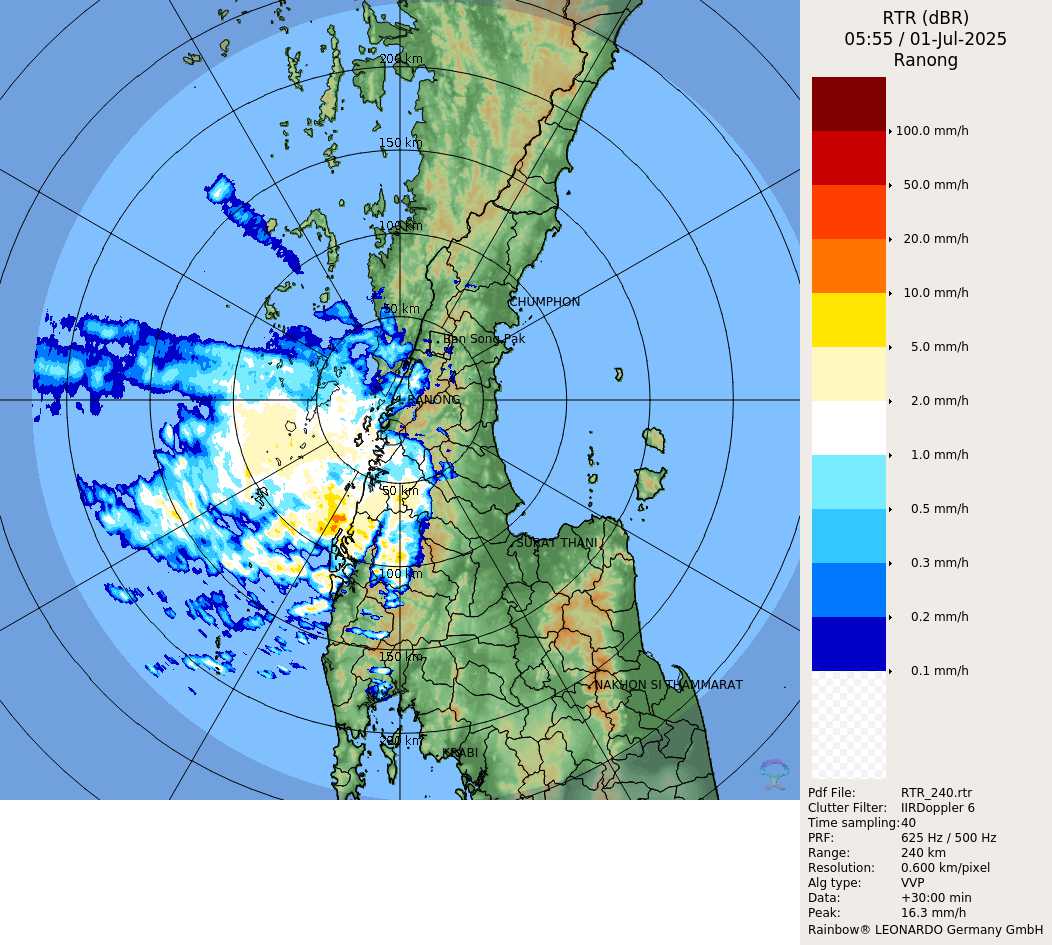 RTR (dBR)
05:55 / 01-Jul-2025
Ranong
200 km
150 km
100 km
50 km
CHUMPHON
Ban Song Pak
RANONG
50 km
SURAT THANI
100 km
150 km
NAKHON SI THAMMARAT
200 km
KRABI
100.0 mm/h
50.0 mm/h
20.0 mm/h
10.0 mm/h
5.0 mm/h
2.0 mm/h
1.0 mm/h
0.5 mm/h
0.3 mm/h
0.2 mm/h
0.1 mm/h
Pdf File: RTR_240.rtr
Clutter Filter: IIRDoppler 6
Time sampling:40
PRF: 625 Hz / 500 Hz
Range: 240 km
Resolution: 0.600 km/pixel
Alg type: VVP
Data: +30:00 min
Peak: 16.3 mm/h
Rainbow® LEONARDO Germany GmbH